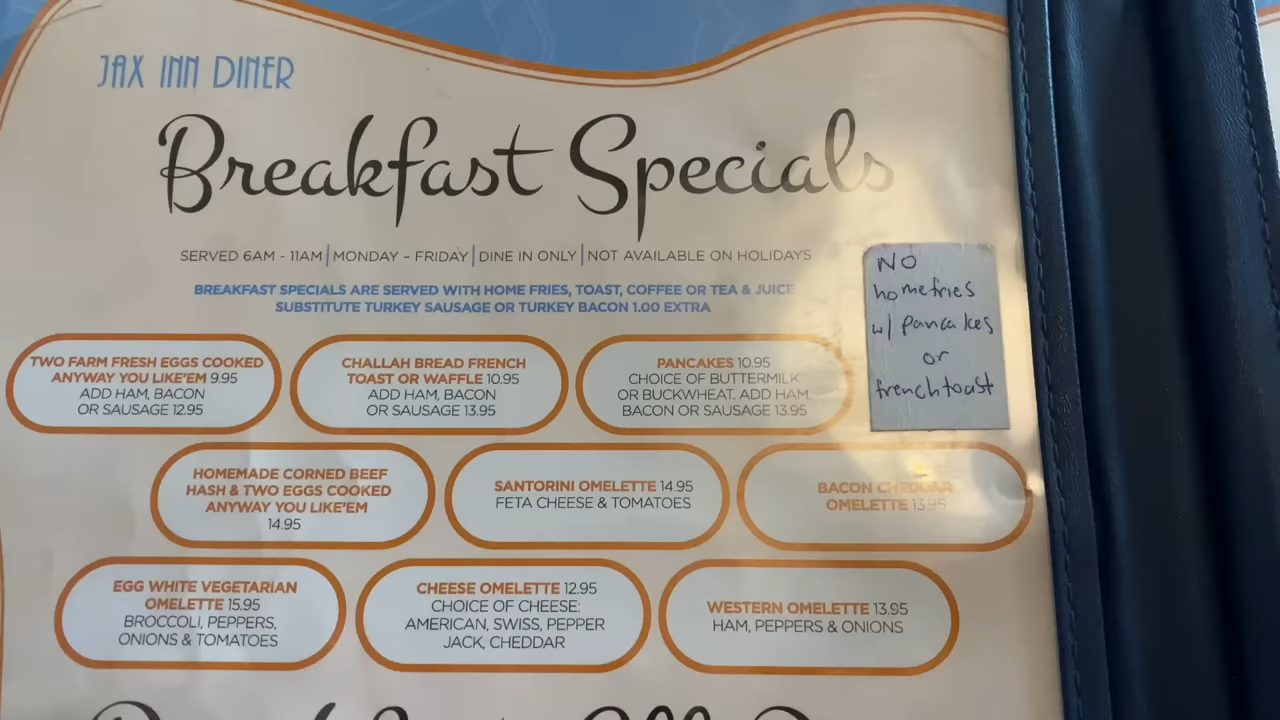 JAX INN DINER
Breakfast Specials
SERVED 6AM - 11AM | MONDAY – FRIDAY | DINE IN ONLY | NOT AVAILABLE ON HOLIDAYS
BREAKFAST SPECIALS ARE SERVED WITH HOME FRIES, TOAST, COFFEE OR TEA & JUICE
SUBSTITUTE TURKEY SAUSAGE OR TURKEY BACON 1.00 EXTRA
NO
homefries
w/ pancakes
or
frenchtoast
TWO FARM FRESH EGGS COOKED
ANYWAY YOU LIKE'EM 9.95
ADD HAM, BACON
OR SAUSAGE 12.95
CHALLAH BREAD FRENCH
TOAST OR WAFFLE 10.95
ADD HAM, BACON
OR SAUSAGE 13.95
PANCAKES 10.95
CHOICE OF BUTTERMILK
OR BUCKWHEAT. ADD HAM,
BACON OR SAUSAGE 13.95
HOMEMADE CORNED BEEF
HASH & TWO EGGS COOKED
ANYWAY YOU LIKE'EM
14.95
SANTORINI OMELETTE 14.95
FETA CHEESE & TOMATOES
BACON CHEDDAR
OMELETTE 13.95
EGG WHITE VEGETARIAN
OMELETTE 15.95
BROCCOLI, PEPPERS,
ONIONS & TOMATOES
CHEESE OMELETTE 12.95
CHOICE OF CHEESE:
AMERICAN, SWISS, PEPPER
JACK, CHEDDAR
WESTERN OMELETTE 13.95
HAM, PEPPERS & ONIONS